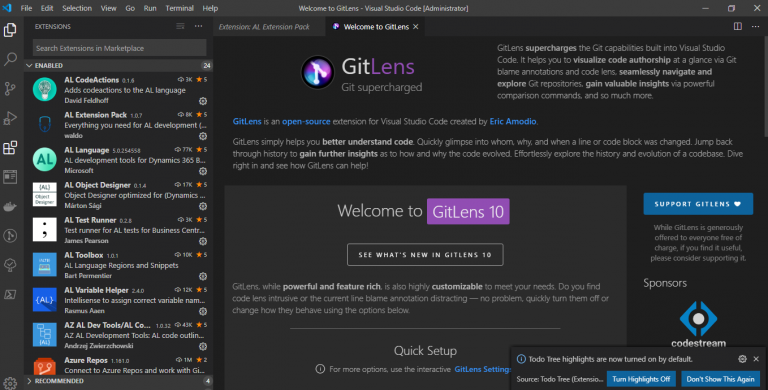 File Edit Selection View Go Run Terminal Help
Welcome to GitLens - Visual Studio Code [Administrator]
EXTENSIONS
Search Extensions in Marketplace
ENABLED 24
AL CodeActions 0.1.6 3K 5
Adds codeactions to the AL language
David Feldhoff
AL Extension Pack 1.0.7 8K 5
Everything you need for AL development (...
waldo
AL Language 5.0.254558 77K 5
AL development tools for Dynamics 365 B...
Microsoft
AL Object Designer 0.1.4 17K 5
Object Designer optimized for (Dynamics ...
Márton Sági
AL Test Runner 0.2.8 3K 5
Test runner for AL tests for Business Centr...
James Pearson
AL Toolbox 1.0.1 10K 5
AL Language Regions and Snippets
Bart Permentier
AL Variable Helper 2.4.0 12K 5
Intellisense to assign correct variable nam...
Rasmus Aaen
AZ AL Dev Tools/AL Co... 1.0.32 43K 5
AZ AL Development Tools: AL code outlin...
Andrzej Zwierzchowski
Azure Repos 1.161.0 1M 2
Connect to Azure Repos and work with Gi...
RECOMMENDED 4
Extension: AL Extension Pack
Welcome to GitLens
GitLens
Git supercharged
GitLens supercharges the Git capabilities built into Visual Studio
Code. It helps you to visualize code authorship at a glance via Git
blame annotations and code lens, seamlessly navigate and
explore Git repositories, gain valuable insights via powerful
comparison commands, and so much more.
GitLens is an open-source extension for Visual Studio Code created by Eric Amodio.
GitLens simply helps you better understand code. Quickly glimpse into whom, why, and when a line or code block was changed. Jump back
through history to gain further insights as to how and why the code evolved. Effortlessly explore the history and evolution of a codebase. Dive
right in and see how GitLens can help!
Welcome to GitLens 10
SEE WHAT'S NEW IN GITLENS 10
GitLens, while powerful and feature rich, is also highly customizable to meet your needs. Do you find
code lens intrusive or the current line blame annotation distracting — no problem, quickly turn them off or
change how they behave using the options below.
Quick Setup
For more options, use the interactive GitLens Settings
SUPPORT GITLENS
While GitLens is generously
offered to everyone free of
charge, if you find it useful,
please consider supporting it.
Sponsors
codestream
Todo Tree highlights are now turned on by default.
Source: Todo Tree (Extensio...
Turn Highlights Off
Don't Show This Again